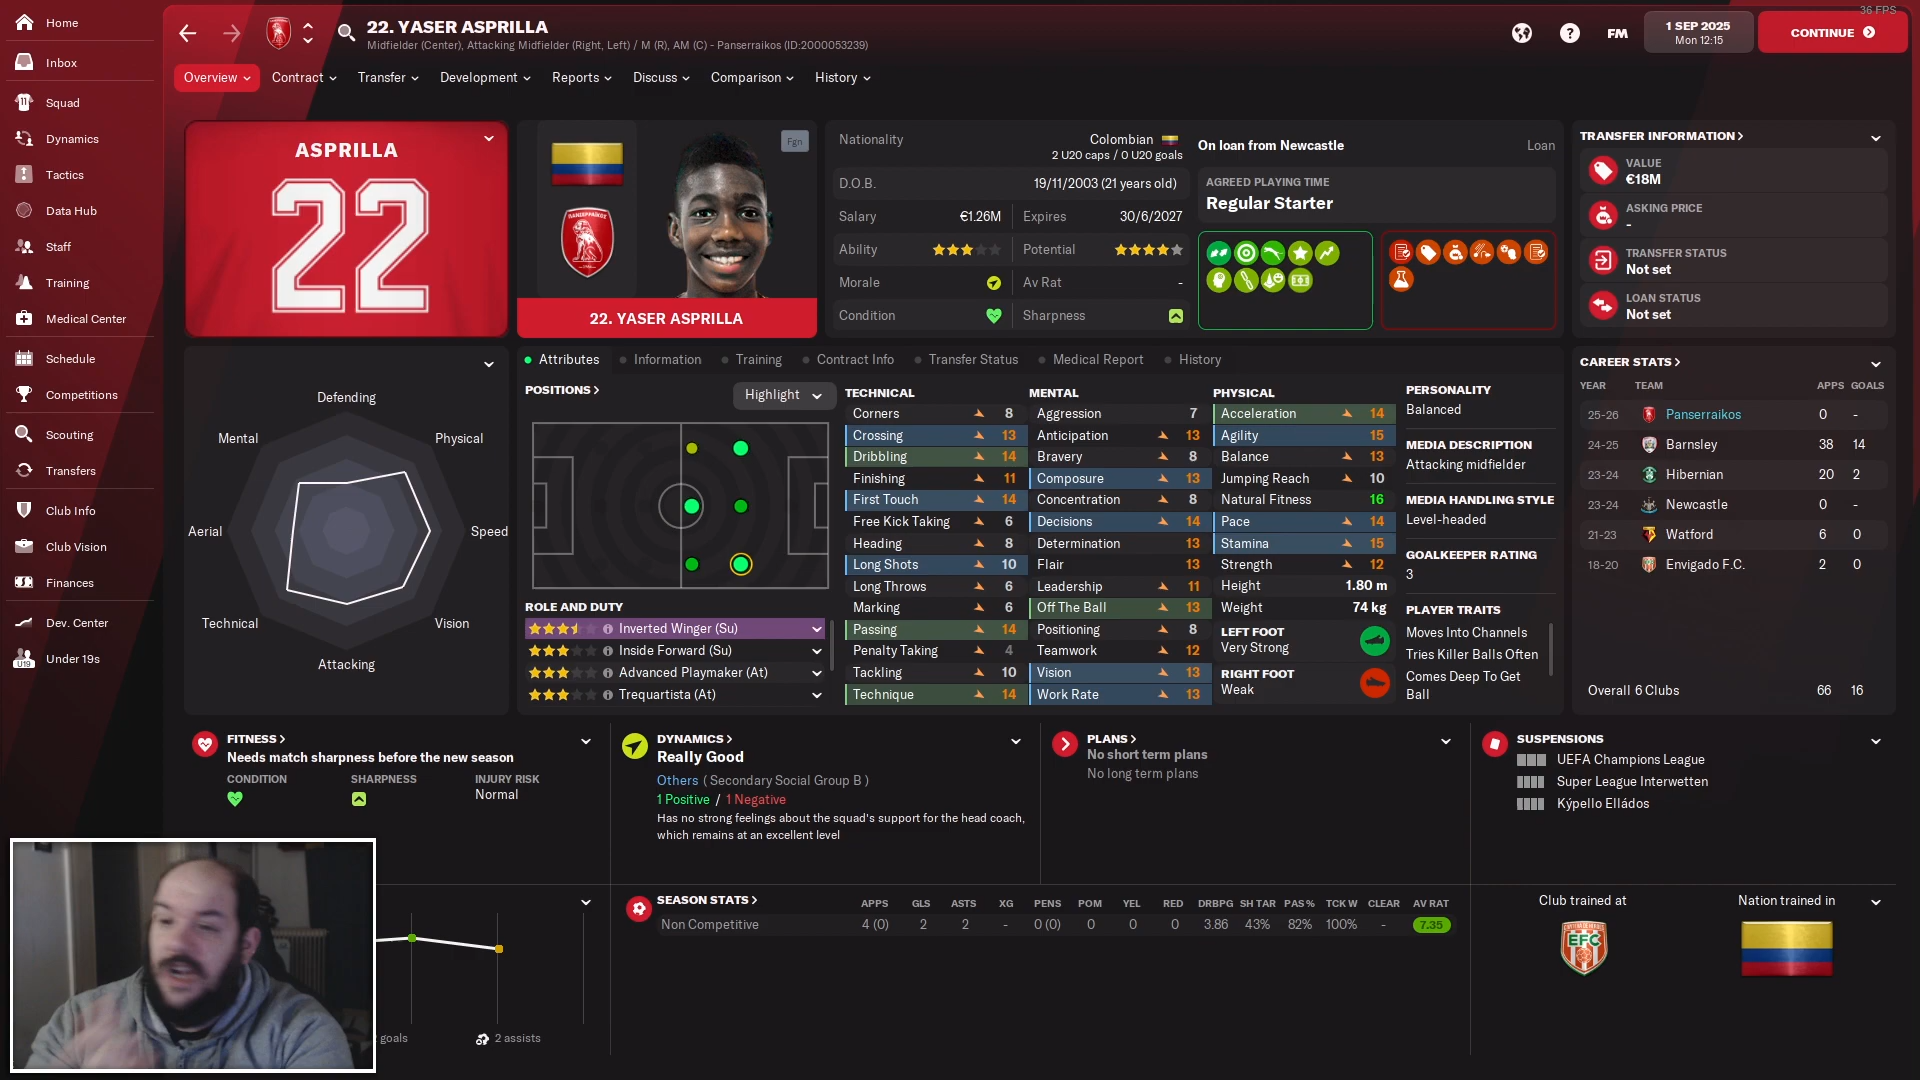 36 FPS
Home
Inbox
Squad
Dynamics
Tactics
Data Hub
Staff
Training
Medical Center
Schedule
Competitions
Scouting
Transfers
Club Info
Club Vision
Finances
Dev. Center
Under 19s
22. YASER ASPRILLA
Midfielder (Center), Attacking Midfielder (Right, Left) / M (R), AM (C) - Panserraikos (ID:2000053239)
FM
1 SEP 2025
Mon 12:15
CONTINUE
Overview Contract Transfer Development Reports Discuss Comparison History
ASPRILLA
22
Fgn
22. YASER ASPRILLA
Nationality Colombian
2 U20 caps / 0 U20 goals
D.O.B. 19/11/2003 (21 years old)
Salary €1.26M Expires 30/6/2027
Ability Potential
Morale Av Rat -
Condition Sharpness
On loan from Newcastle Loan
AGREED PLAYING TIME
Regular Starter
TRANSFER INFORMATION >
VALUE
€18M
ASKING PRICE
-
TRANSFER STATUS
Not set
LOAN STATUS
Not set
Defending
Physical
Speed
Vision
Attacking
Technical
Aerial
Mental
Attributes Information Training Contract Info Transfer Status Medical Report History
POSITIONS >
Highlight
ROLE AND DUTY
Inverted Winger (Su)
Inside Forward (Su)
Advanced Playmaker (At)
Trequartista (At)
TECHNICAL
Corners 8
Crossing 13
Dribbling 14
Finishing 11
First Touch 14
Free Kick Taking 6
Heading 8
Long Shots 10
Long Throws 6
Marking 6
Passing 14
Penalty Taking 4
Tackling 10
Technique 14
MENTAL
Aggression 7
Anticipation 13
Bravery 8
Composure 13
Concentration 8
Decisions 14
Determination 13
Flair 13
Leadership 11
Off The Ball 13
Positioning 8
Teamwork 12
Vision 13
Work Rate 13
PHYSICAL
Acceleration 14
Agility 15
Balance 13
Jumping Reach 10
Natural Fitness 16
Pace 14
Stamina 15
Strength 12
Height 1.80 m
Weight 74 kg
LEFT FOOT
Very Strong
RIGHT FOOT
Weak
PERSONALITY
Balanced
MEDIA DESCRIPTION
Attacking midfielder
MEDIA HANDLING STYLE
Level-headed
GOALKEEPER RATING
3
PLAYER TRAITS
Moves Into Channels
Tries Killer Balls Often
Comes Deep To Get
Ball
CAREER STATS >
YEAR TEAM APPS GOALS
25-26 Panserraikos 0 -
24-25 Barnsley 38 14
23-24 Hibernian 20 2
23-24 Newcastle 0 -
21-23 Watford 6 0
18-20 Envigado F.C. 2 0
Overall 6 Clubs 66 16
FITNESS >
Needs match sharpness before the new season
CONDITION SHARPNESS INJURY RISK
Normal
DYNAMICS >
Really Good
Others ( Secondary Social Group B )
1 Positive / 1 Negative
Has no strong feelings about the squad's support for the head coach,
which remains at an excellent level
PLANS >
No short term plans
No long term plans
SUSPENSIONS
UEFA Champions League
Super League Interwetten
Kýpello Elládos
goals
2 assists
SEASON STATS > APPS GLS ASTS XG PENS POM YEL RED DRBPG SH TAR PAS % TCK W CLEAR AV RAT
Non Competitive 4 (0) 2 2 - 0 (0) 0 0 0 3.86 43% 82% 100% - 7.35
Club trained at
EFC
Nation trained in